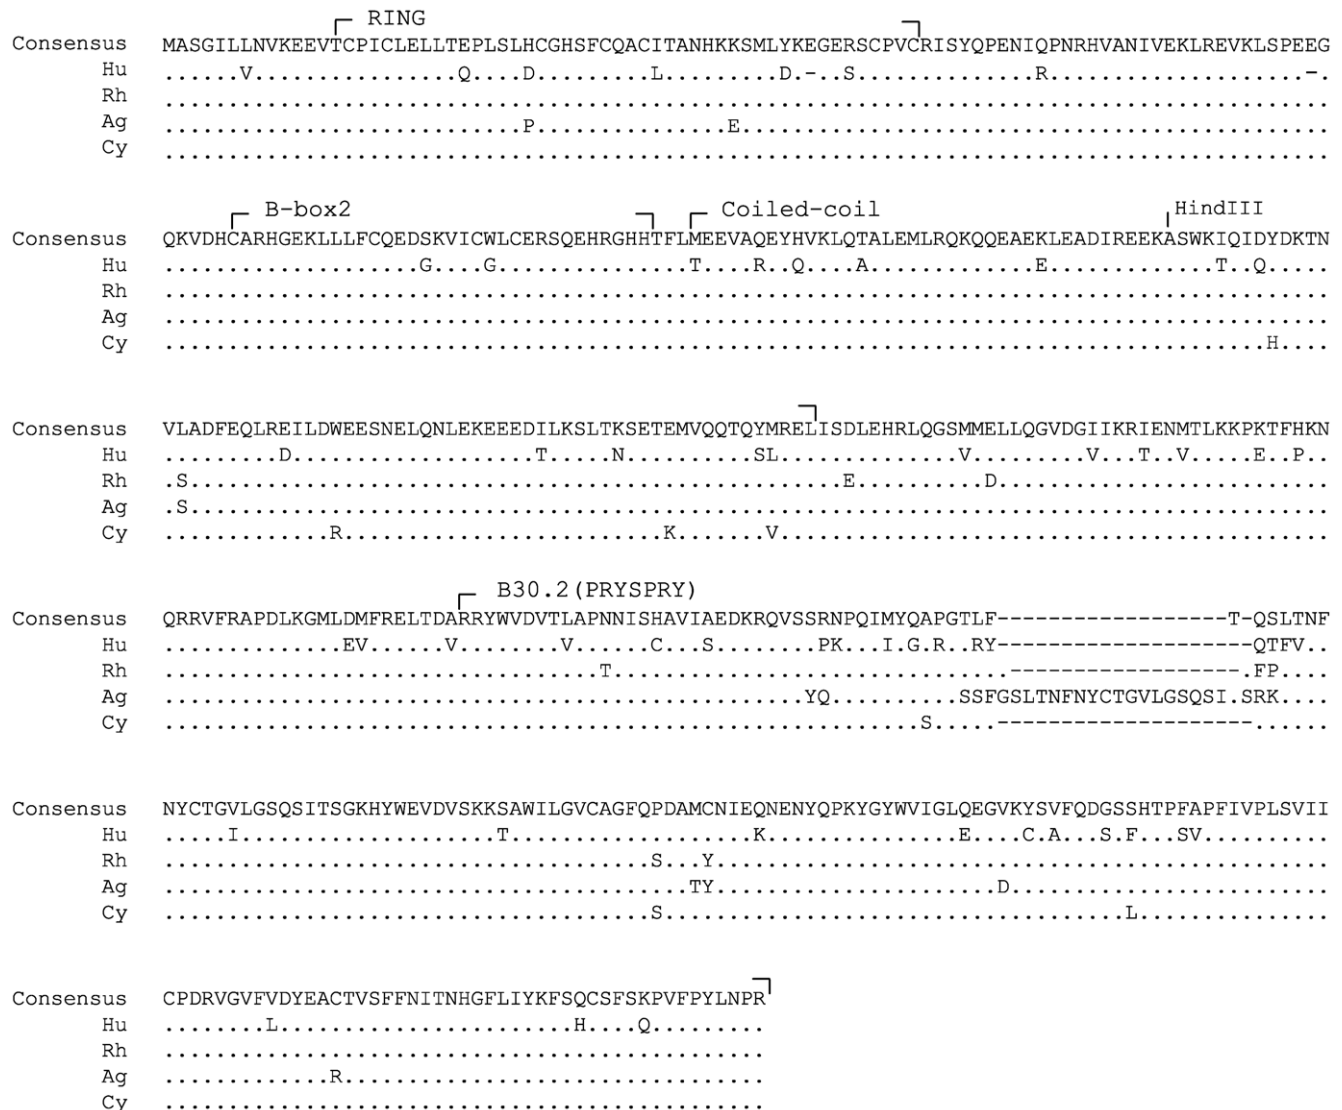 RING
Consensus MASGILLNVKEEVTCPICLELLTEPLSLHCGHSFCQACITANHKKSMLYKEGERSCPVCRISYQPENIQPNRHVANIVEKLREVKLSPEEG
Hu ......V................Q....D.........L.........D.-..S..............R....................-.
Rh ...........................................................................................
Ag ............................P...............E..............................................
Cy ...........................................................................................
B-box2 Coiled-coil HindIII
Consensus QKVDHCARHGEKLLLFCQEDSKVICWLCERSQEHRGHHTFLMEEVAQEYHVKLQTALEMLRQKQQEAEKLEADIREEKASWKIQIDYDKTN
Hu ....................G....W...............T....R..Q....A.............E.............T..Q.....
Rh ...........................................................................................
Ag ...........................................................................................
Cy ......................................................................................H....
Consensus VLADFEQLREILDWEESNELQNLEKEEEDILKSLTKSETEMVQQTQYMRELISDLEHRLQGSMMELLQGVDGIIKRIENMTLKKPKTFHKN
Hu .........D...................T.....N..........SL..............V.........V...T..V.....E..P..
Rh .S...................................................E..........D..........................
Ag .S.........................................................................................
Cy .............R.........................K.......V...........................................
B30.2(PRYSPRY)
Consensus QRRVFRAPDLKGMLDMFRELTDARRYWVDVTLAPNNISHAVIAEDKRQVSSRNPQIMYQAPGTLF------------------T-QSLTNF
Hu ..............EV......V........V......C...S........PK...I.G.R..RY--------------------QTFV..
Rh ..................................T...............................------------------.FP....
Ag ..................................................YQ..........SSFGSLTNFNYCTGVLGSQSI.SRK....
Cy ...........................................................S.....--------------------......
Consensus NYCTGVLGSQSITSGKHYWEVDVSKKSAWILGVCAGFQPDAMCNIEQNENYQPKYGYWVIGLQEGVKYSVFQDGSSHTPFAPFIVPLSVII
Hu .....I....................T...................K...............E....C.A...S.F...SV..........
Rh ......................................S...Y................................................
Ag .........................................TY......................D.........................
Cy ......................................S....................................L...............
Consensus CPDRVGVFVDYEACTVSFFNITNHGFLIYKFSQCSFSKPVFPYLNPR
Hu ........L.......................H....Q.........
Rh ...............................................
Ag .............R.................................
Cy ...............................................